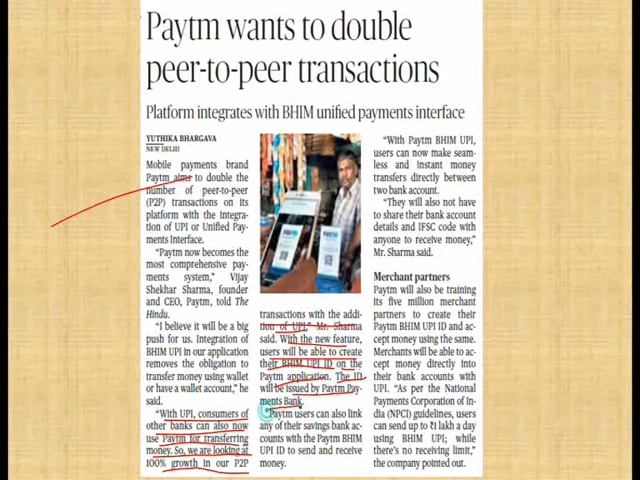 Paytm wants to double
peer-to-peer transactions
Platform integrates with BHIM unified payments interface
YUTHIKA BHARGAVA
NEW DELHI
Mobile payments brand
Paytm aims to double the
number of peer-to-peer
(P2P) transactions on its
platform with the integra-
tion of UPI or Unified Pay-
ments Interface.
“Paytm now becomes the
most comprehensive pay-
ments system,” Vijay
Shekhar Sharma, founder
and CEO, Paytm, told The
Hindu.
“I believe it will be a big
push for us. Integration of
BHIM UPI in our application
removes the obligation to
transfer money using wallet
or have a wallet account, he
said.
“With UPI, consumers of
other banks can also now
use Paytm for transferring
money. So, we are looking at
100% growth in our P2P
transactions with the addi-
tion of UPI,” Mr. Sharma
said. With the new feature,
users will be able to create
their BHIM UPI ID on the
Paytm application. The ID
will be issued by Paytm Pay-
ments Bank.
Paytm users can also link
any of their savings bank ac-
counts with the Paytm BHIM
UPI ID to send and receive
money.
“With Paytm BHIM UPI,
users can now make seam-
less and instant money
transfers directly between
two bank account.
“They will also not have
to share their bank account
details and IFSC code with
anyone to receive money,”
Mr. Sharma said.
Merchant partners
Paytm will also be training
its five million merchant
partners to create their
Paytm BHIM UPI ID and ac-
cept money using the same.
Merchants will be able to ac-
cept money directly into
their bank accounts with
UPI. “As per the National
Payments Corporation of In-
dia (NPCI) guidelines, users
can send up to ₹1 lakh a day
using BHIM UPI; while
there’s no receiving limit,”
the company pointed out.